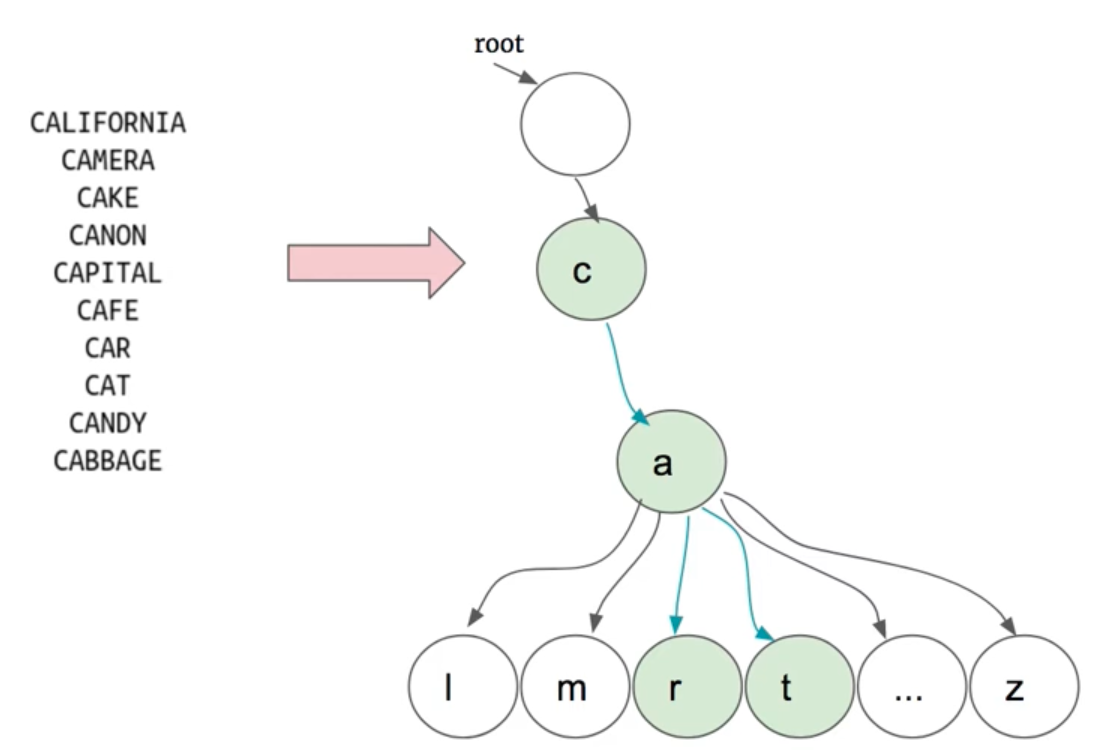 root
CALIFORNIA
CAMERA
CAKE
CANON
CAPITAL
CAFE
CAR
CAT
CANDY
CABBAGE
c
a
l m r t ... z